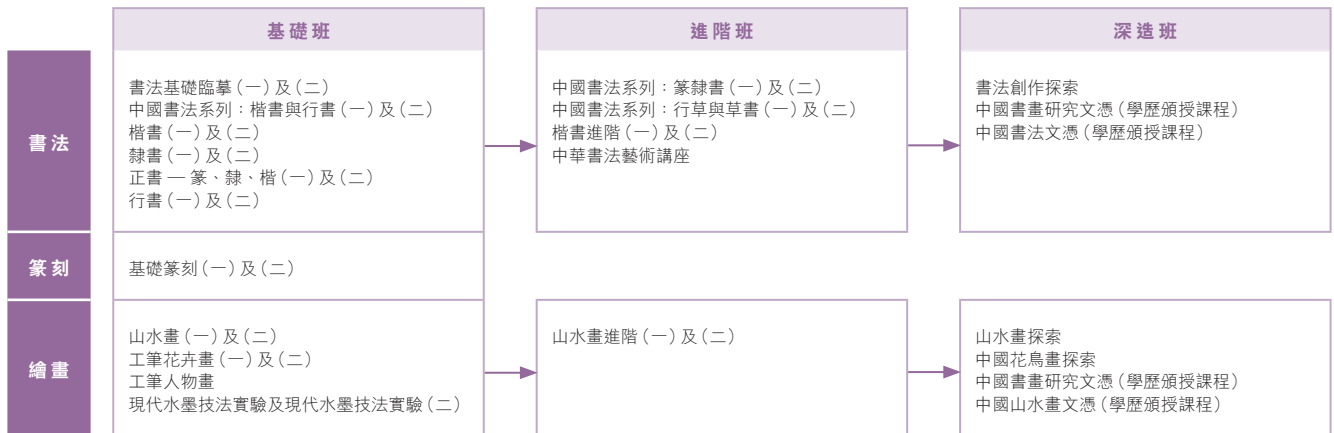 基礎班
進階班
深造班
書法
書法基礎臨摹(一)及(二)
中國書法系列:楷書與行書(一)及(二)
楷書(一)及(二)
隸書(一)及(二)
正書 — 篆、隸、楷(一)及(二)
行書(一)及(二)
中國書法系列:篆隸書(一)及(二)
中國書法系列:行草與草書(一)及(二)
楷書進階(一)及(二)
中華書法藝術講座
書法創作探索
中國書畫研究文憑(學歷頒授課程)
中國書法文憑(學歷頒授課程)
篆刻
基礎篆刻(一)及(二)
繪畫
山水畫(一)及(二)
工筆花卉畫(一)及(二)
工筆人物畫
現代水墨技法實驗及現代水墨技法實驗(二)
山水畫進階(一)及(二)
山水畫探索
中國花鳥畫探索
中國書畫研究文憑(學歷頒授課程)
中國山水畫文憑(學歷頒授課程)